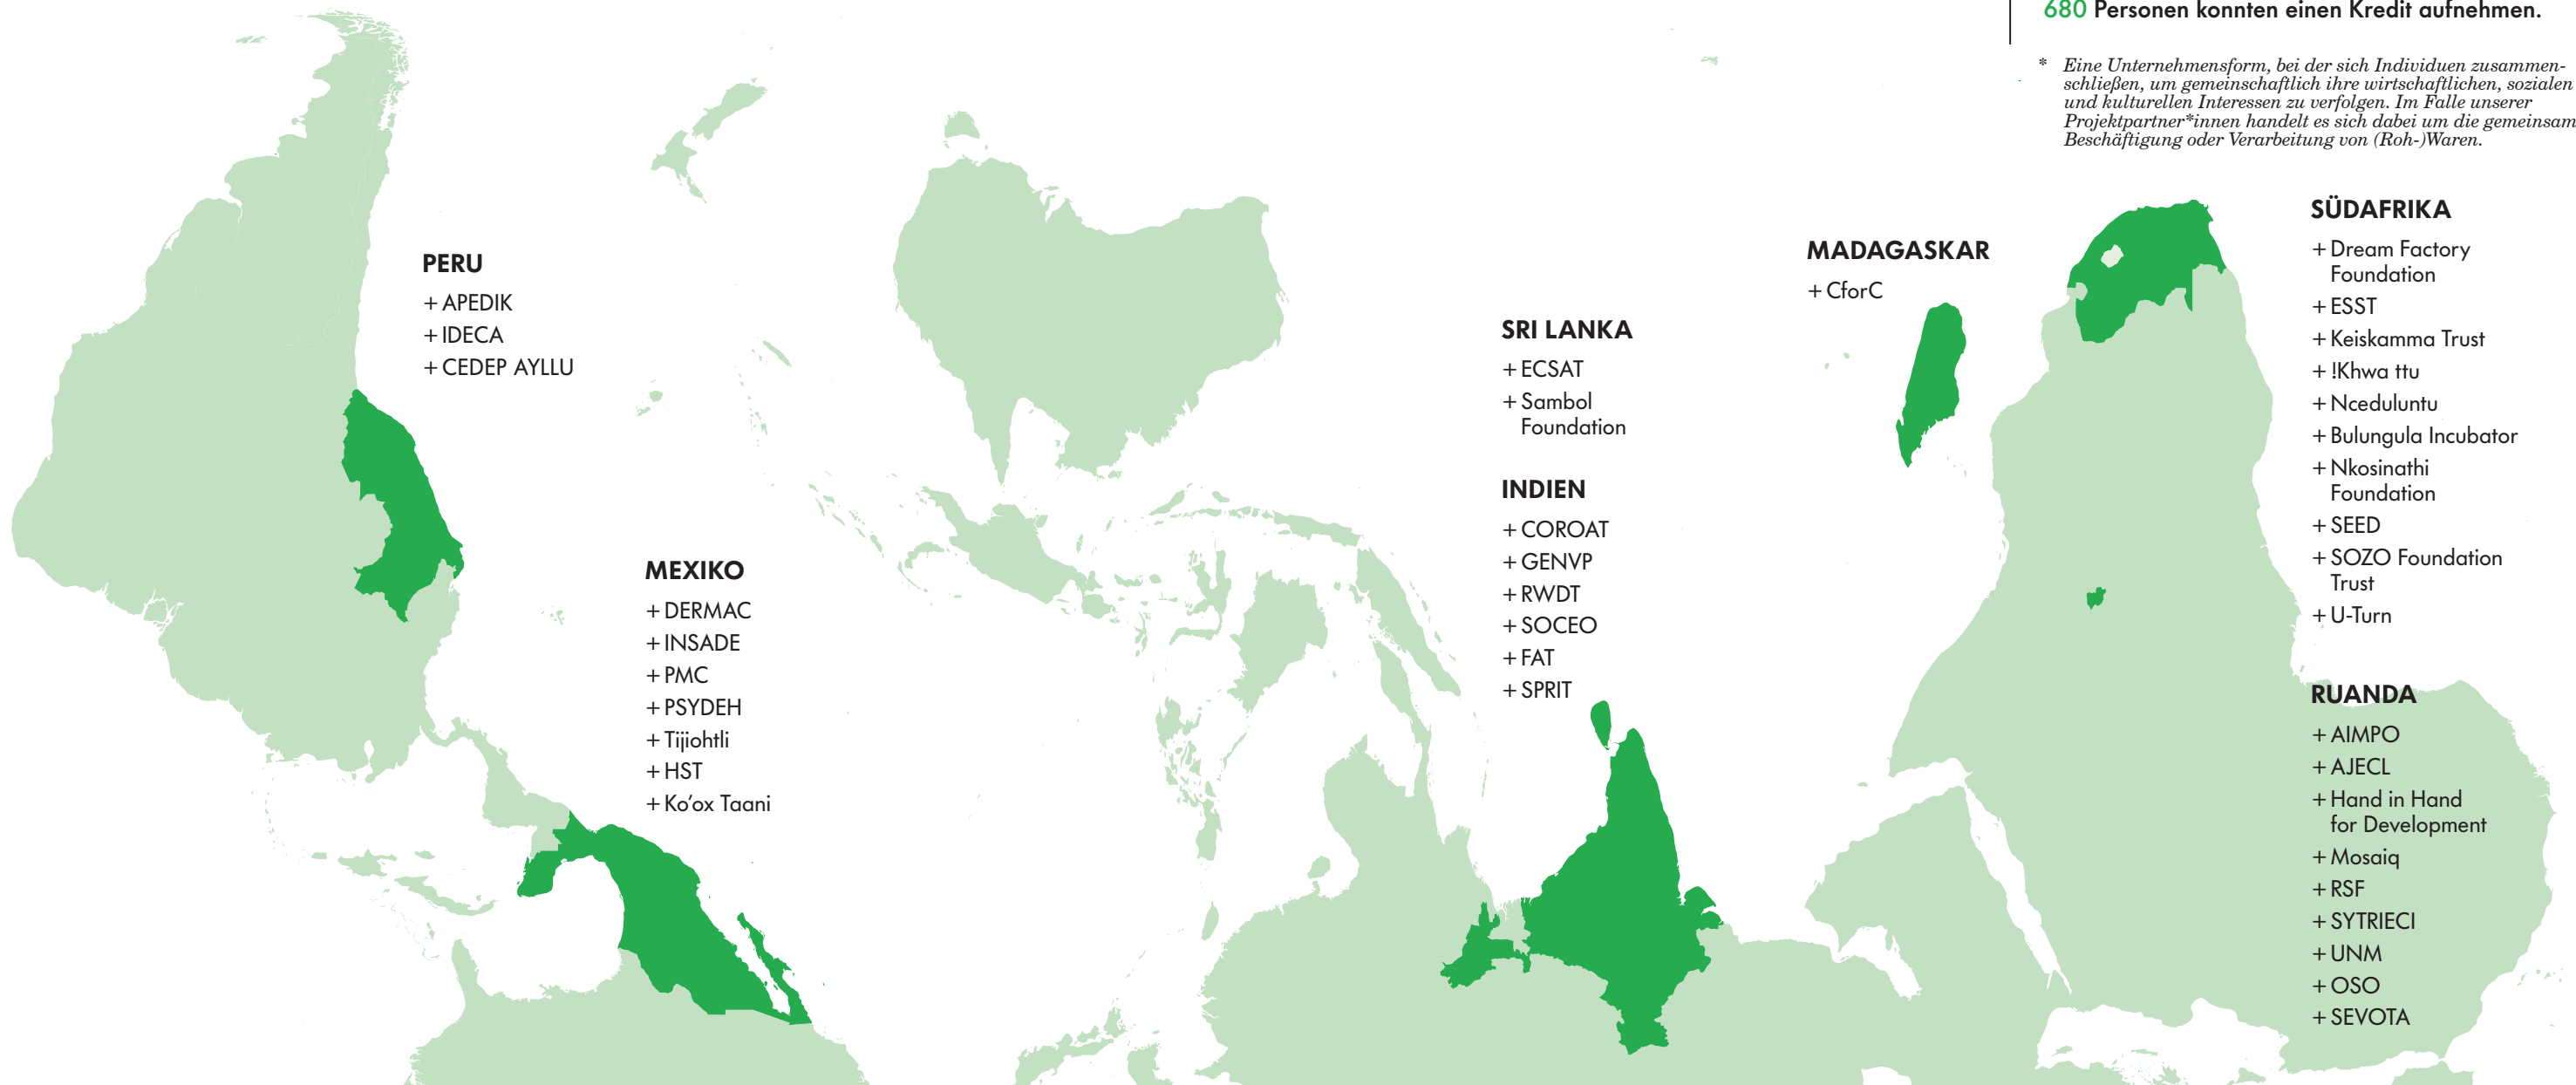 680 Personen konnten einen Kredit aufnehmen.
* Eine Unternehmensform, bei der sich Individuen zusammen-
schließen, um gemeinschaftlich ihre wirtschaftlichen, sozialen
und kulturellen Interessen zu verfolgen. Im Falle unserer
Projektpartner*innen handelt es sich dabei um die gemeinsam
Beschäftigung oder Verarbeitung von (Roh-)Waren.
PERU
+ APEDIK
+ IDECA
+ CEDEP AYLLU
MEXIKO
+ DERMAC
+ INSADE
+ PMC
+ PSYDEH
+ Tijiohtli
+ HST
+ Ko’ox Taani
SRI LANKA
+ ECSAT
+ Sambol
Foundation
INDIEN
+ COROAT
+ GENVP
+ RWDT
+ SOCEO
+ FAT
+ SPRIT
MADAGASKAR
+ CforC
SÜDAFRIKA
+ Dream Factory
Foundation
+ ESST
+ Keiskamma Trust
+ !Khwa ttu
+ Nceduluntu
+ Bulungula Incubator
+ Nkosinathi
Foundation
+ SEED
+ SOZO Foundation
Trust
+ U-Turn
RUANDA
+ AIMPO
+ AJECL
+ Hand in Hand
for Development
+ Mosaiq
+ RSF
+ SYTRIECI
+ UNM
+ OSO
+ SEVOTA